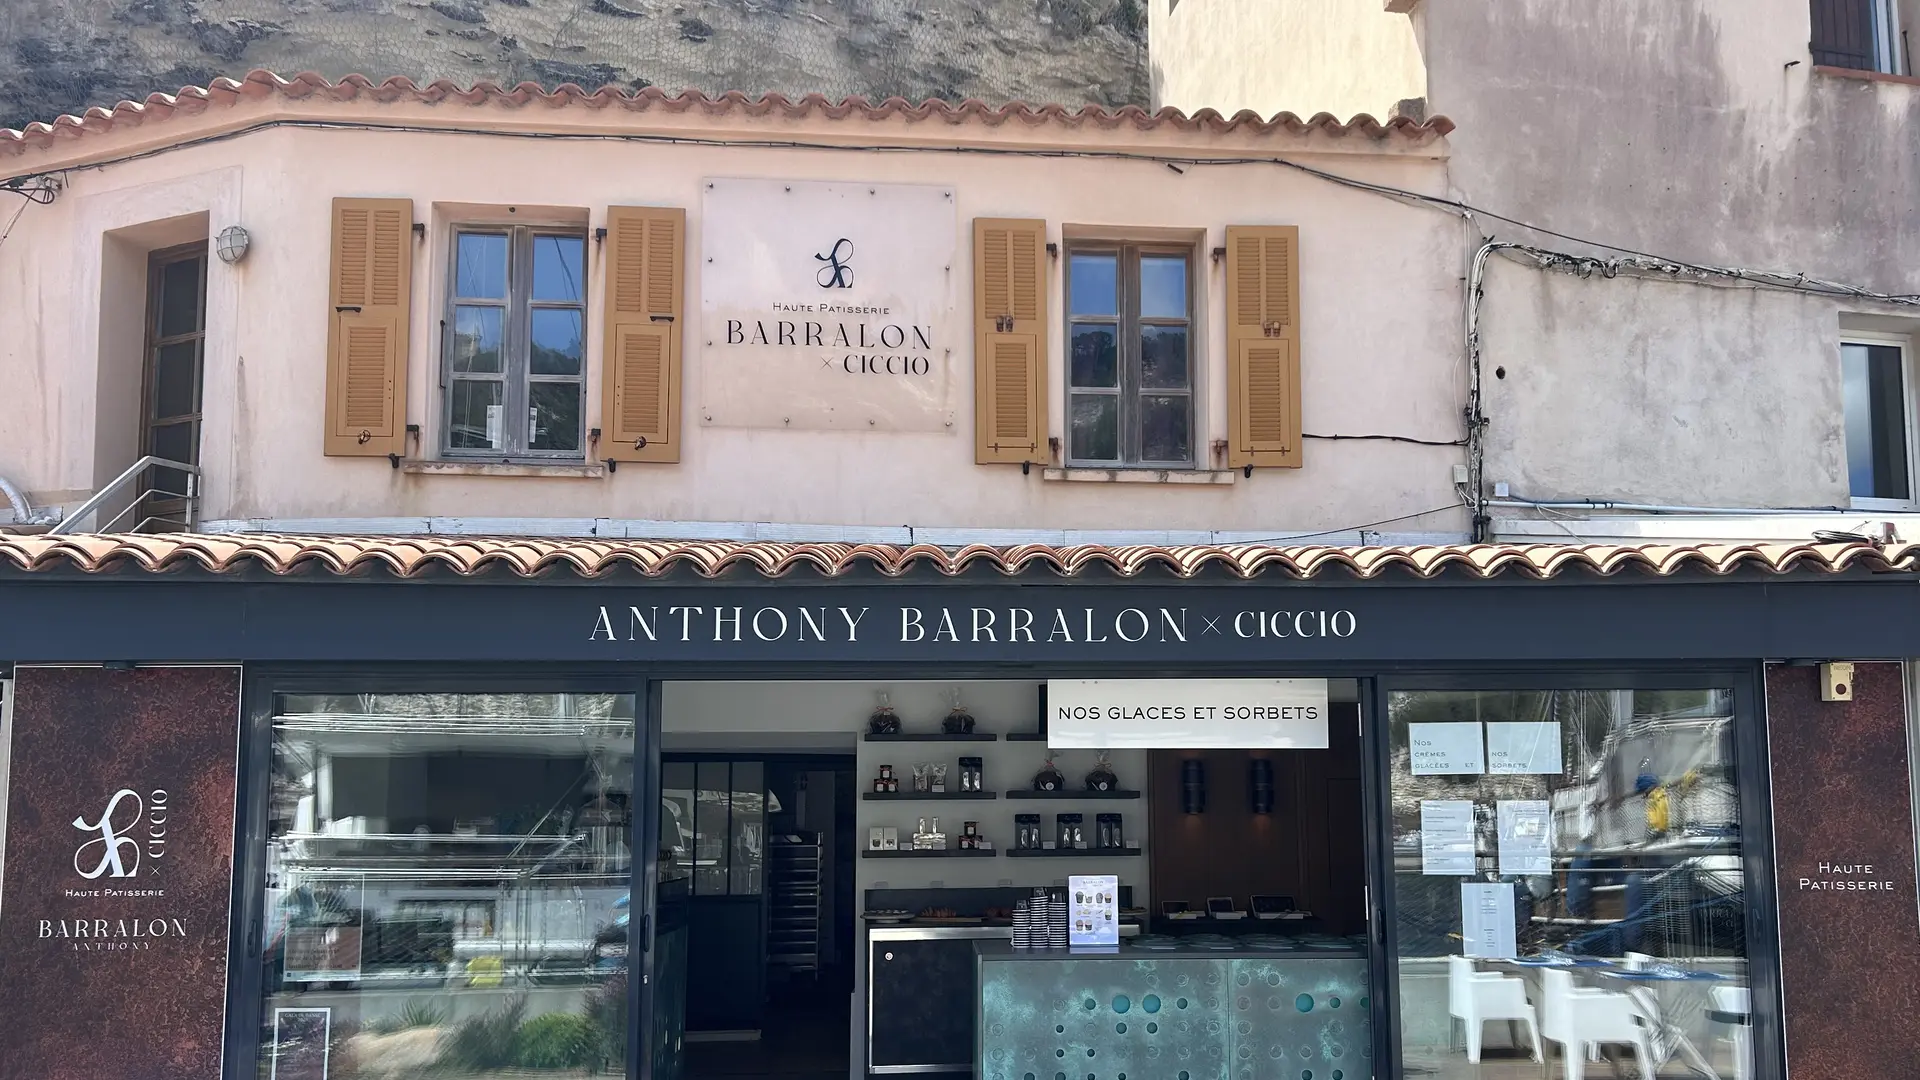 HAUTE PATISSERIE
BARRALON
× CICCIO
ANTHONY BARRALON × CICCIO
NOS GLACES ET SORBETS
NOS
CRÈMES
GLACÉES ET
NOS
SORBETS
× CICCIO
HAUTE PATISSERIE
BARRALON
ANTHONY
HAUTE
PATISSERIE
BARRALON